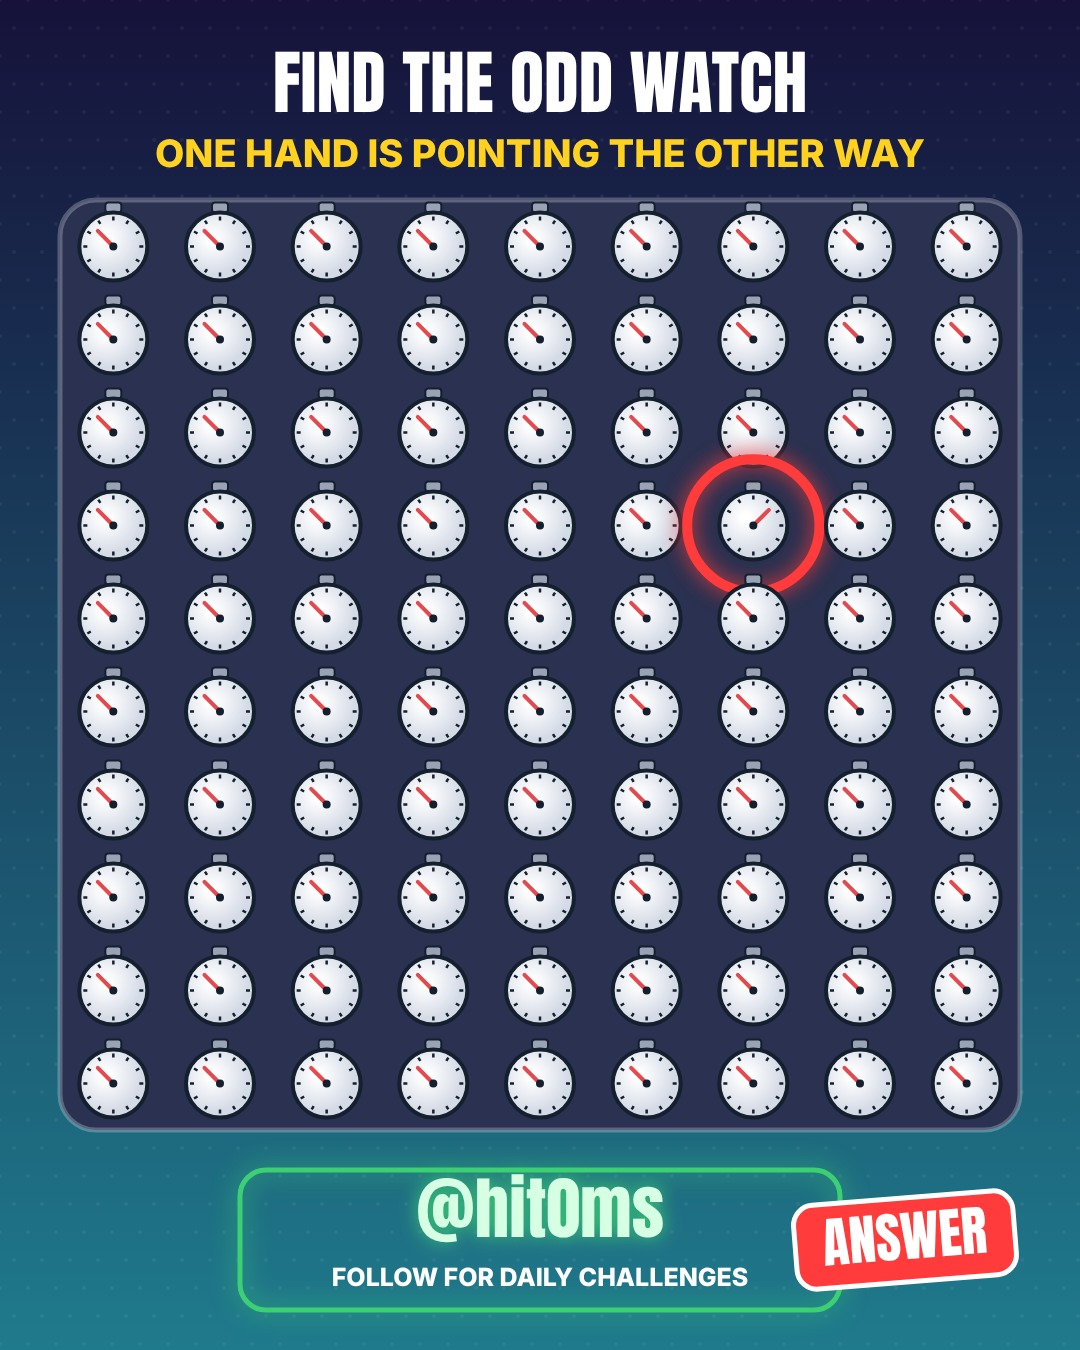 FIND THE ODD WATCH
ONE HAND IS POINTING THE OTHER WAY
@hit0ms
FOLLOW FOR DAILY CHALLENGES
ANSWER